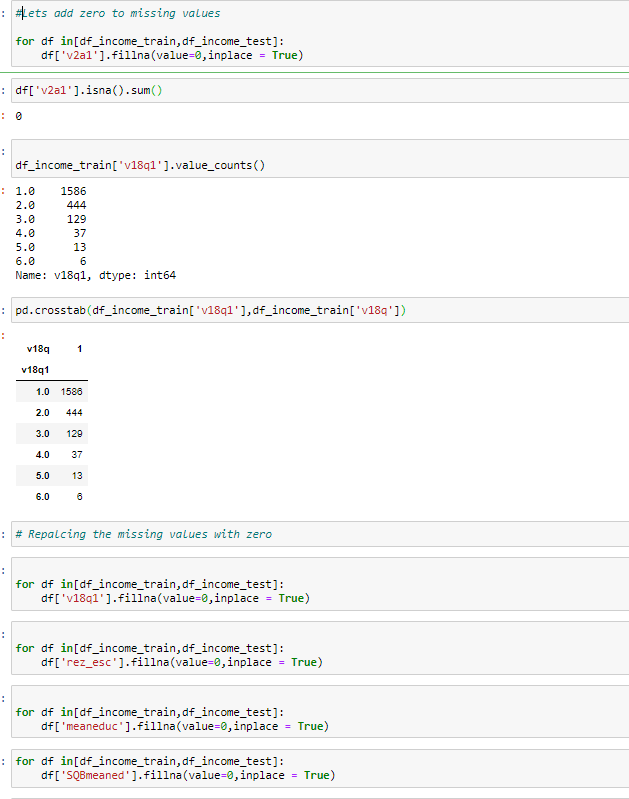 : #Lets add zero to missing values
for df in[df_income_train,df_income_test]:
    df['v2a1'].fillna(value=0,inplace = True)
: df['v2a1'].isna().sum()
: 0
:
df_income_train['v18q1'].value_counts()
: 1.0    1586
2.0     444
3.0     129
4.0      37
5.0      13
6.0       6
Name: v18q1, dtype: int64
: pd.crosstab(df_income_train['v18q1'],df_income_train['v18q'])
:
v18q 1
v18q1
1.0 1586
2.0 444
3.0 129
4.0 37
5.0 13
6.0 6
: # Repalcing the missing values with zero
:
for df in[df_income_train,df_income_test]:
    df['v18q1'].fillna(value=0,inplace = True)
:
for df in[df_income_train,df_income_test]:
    df['rez_esc'].fillna(value=0,inplace = True)
:
for df in[df_income_train,df_income_test]:
    df['meaneduc'].fillna(value=0,inplace = True)
: for df in[df_income_train,df_income_test]:
    df['SQBmeaned'].fillna(value=0,inplace = True)